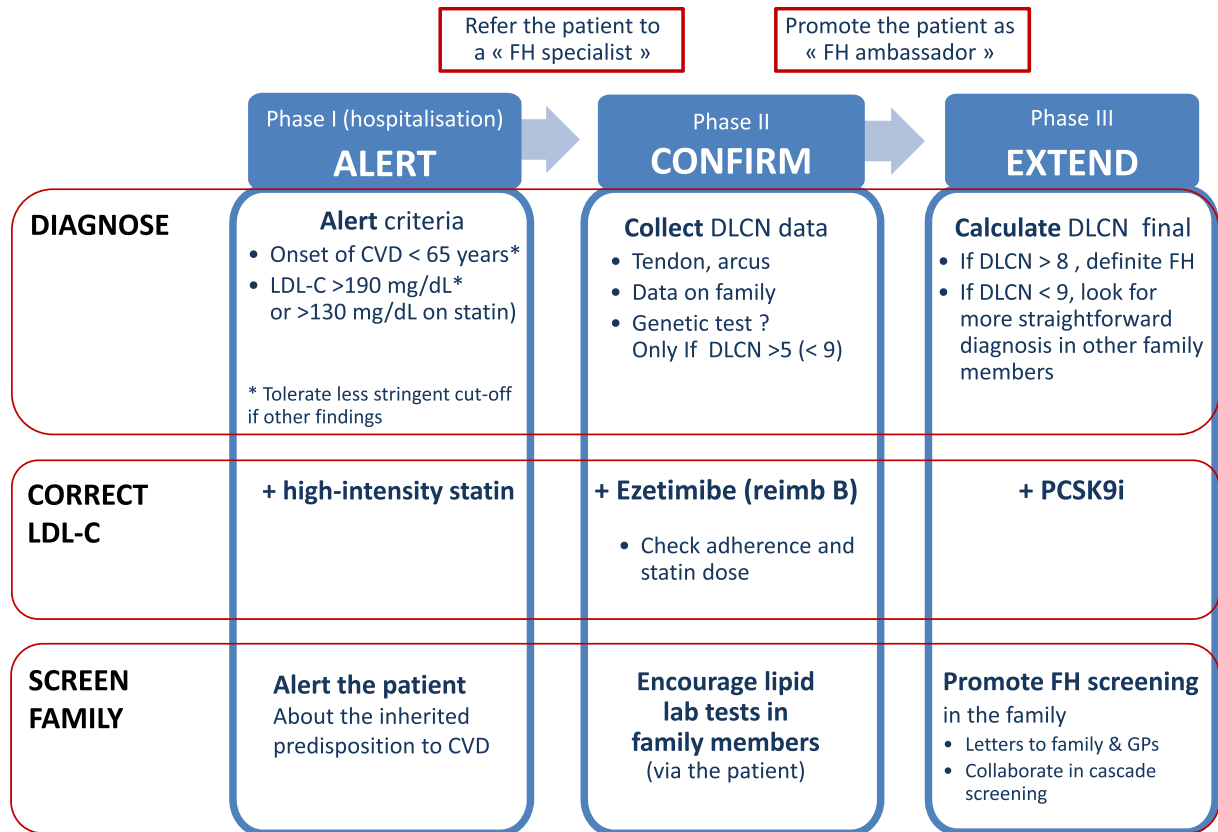 Refer the patient to
a « FH specialist »
Promote the patient as
« FH ambassador »
Phase I (hospitalisation)
ALERT
Phase II
CONFIRM
Phase III
EXTEND
DIAGNOSE
Alert criteria
• Onset of CVD < 65 years*
• LDL-C >190 mg/dL*
or >130 mg/dL on statin)
* Tolerate less stringent cut-off
if other findings
Collect DLCN data
• Tendon, arcus
• Data on family
• Genetic test ?
Only If DLCN >5 (< 9)
Calculate DLCN final
• If DLCN > 8 , definite FH
• If DLCN < 9, look for
more straightforward
diagnosis in other family
members
CORRECT
LDL-C
+ high-intensity statin
+ Ezetimibe (reimb B)
• Check adherence and
statin dose
+ PCSK9i
SCREEN
FAMILY
Alert the patient
About the inherited
predisposition to CVD
Encourage lipid
lab tests in
family members
(via the patient)
Promote FH screening
in the family
• Letters to family & GPs
• Collaborate in cascade
screening